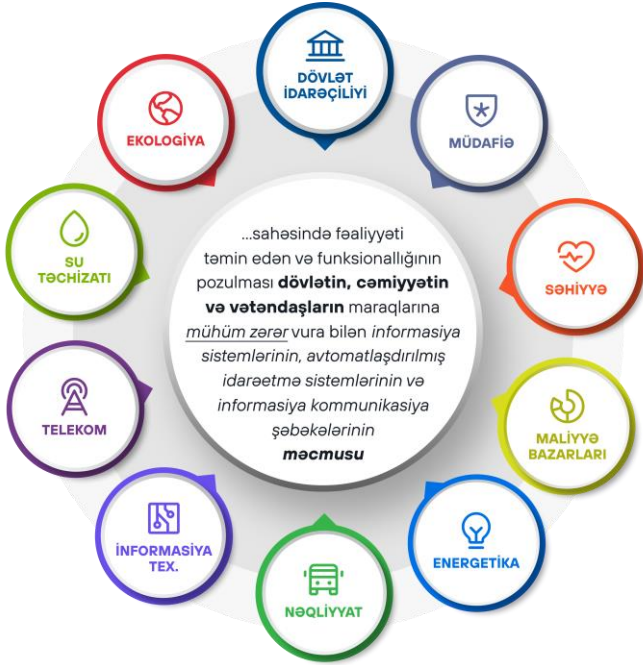 DÖVLƏT
İDARƏÇİLİYİ
MÜDAFİƏ
SƏHİYYƏ
MALİYYƏ
BAZARLARI
ENERGETİKA
NƏQLİYYAT
İNFORMASİYA
TEX.
TELEKOM
SU
TƏCHİZATI
EKOLOGİYA
...sahəsində fəaliyyəti
təmin edən və funksionallığının
pozulması dövlətin, cəmiyyətin
və vətəndaşların maraqlarına
mühüm zərər vura bilən informasiya
sistemlərinin, avtomatlaşdırılmış
idarəetmə sistemlərinin və
informasiya kommunikasiya
şəbəkələrinin
məcmusu